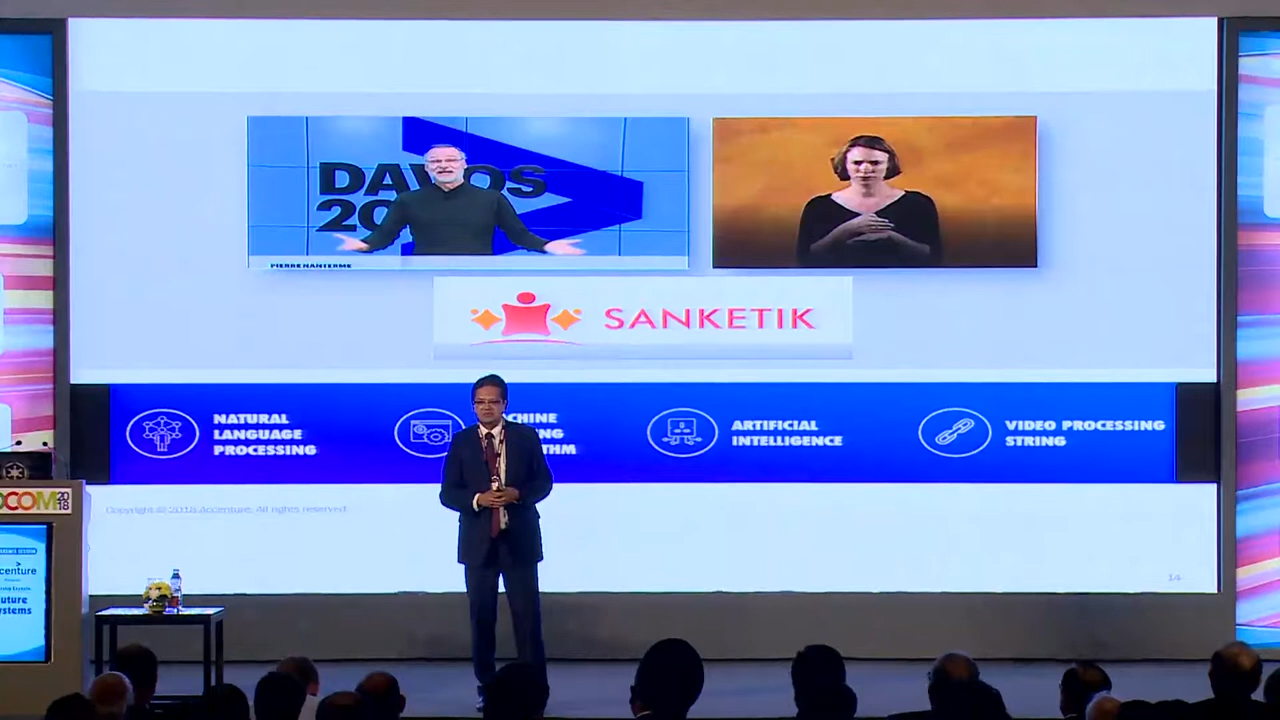 DAVOS
20
PIERRE NANTERME
SANKETIK
NATURAL
LANGUAGE
PROCESSING
ARTIFICIAL
INTELLIGENCE
VIDEO PROCESSING
STRING
Copyright © 2018 Accenture. All rights reserved.
14
COM 2018
centure
uture
ystems